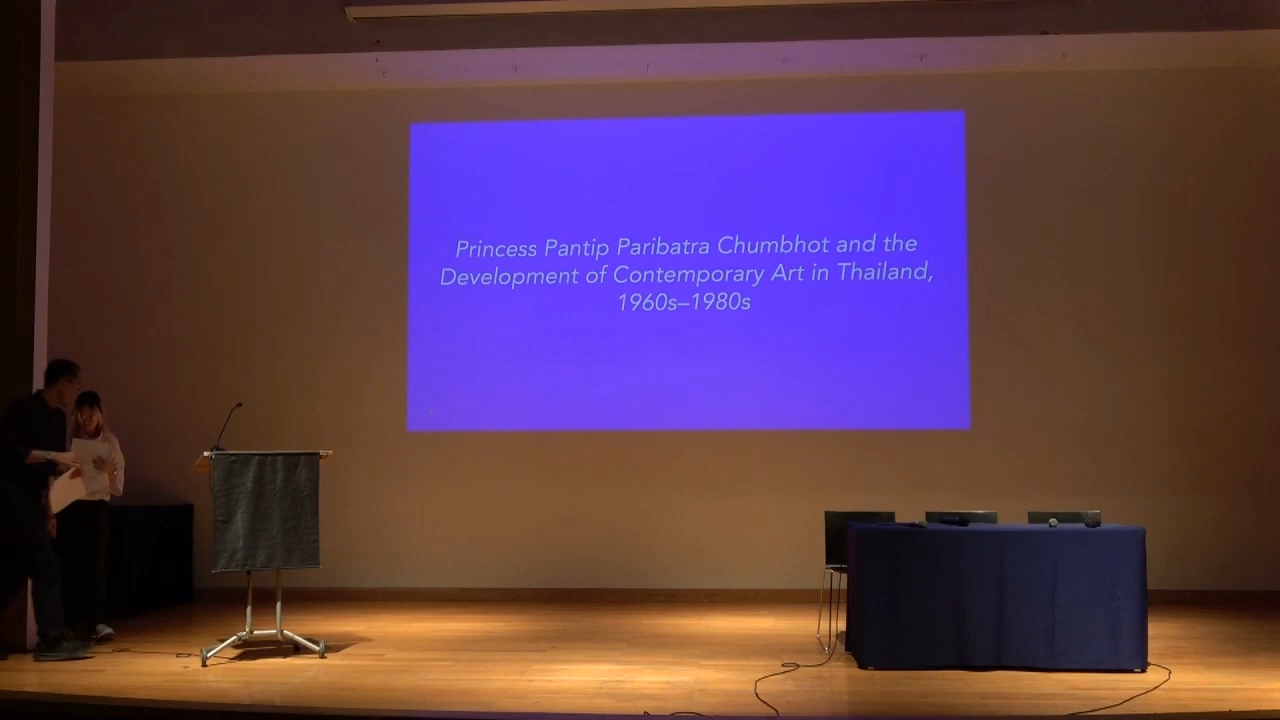 Princess Pantip Paribatra Chumbhot and the
Development of Contemporary Art in Thailand,
1960s–1980s